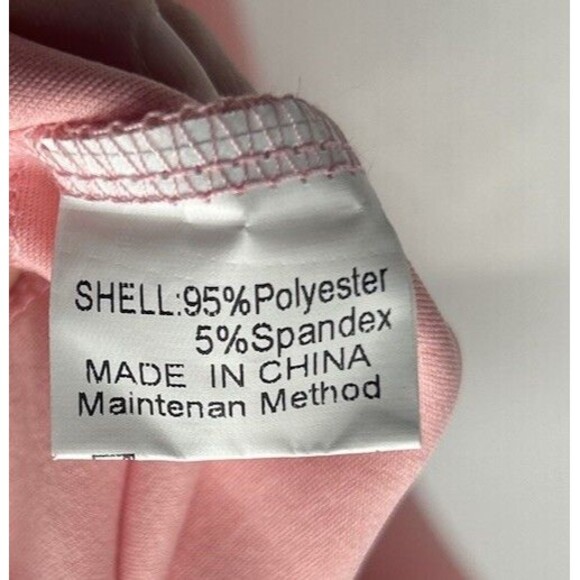 SHELL:95%Polyester
5%Spandex
MADE IN CHINA
Maintenan Method